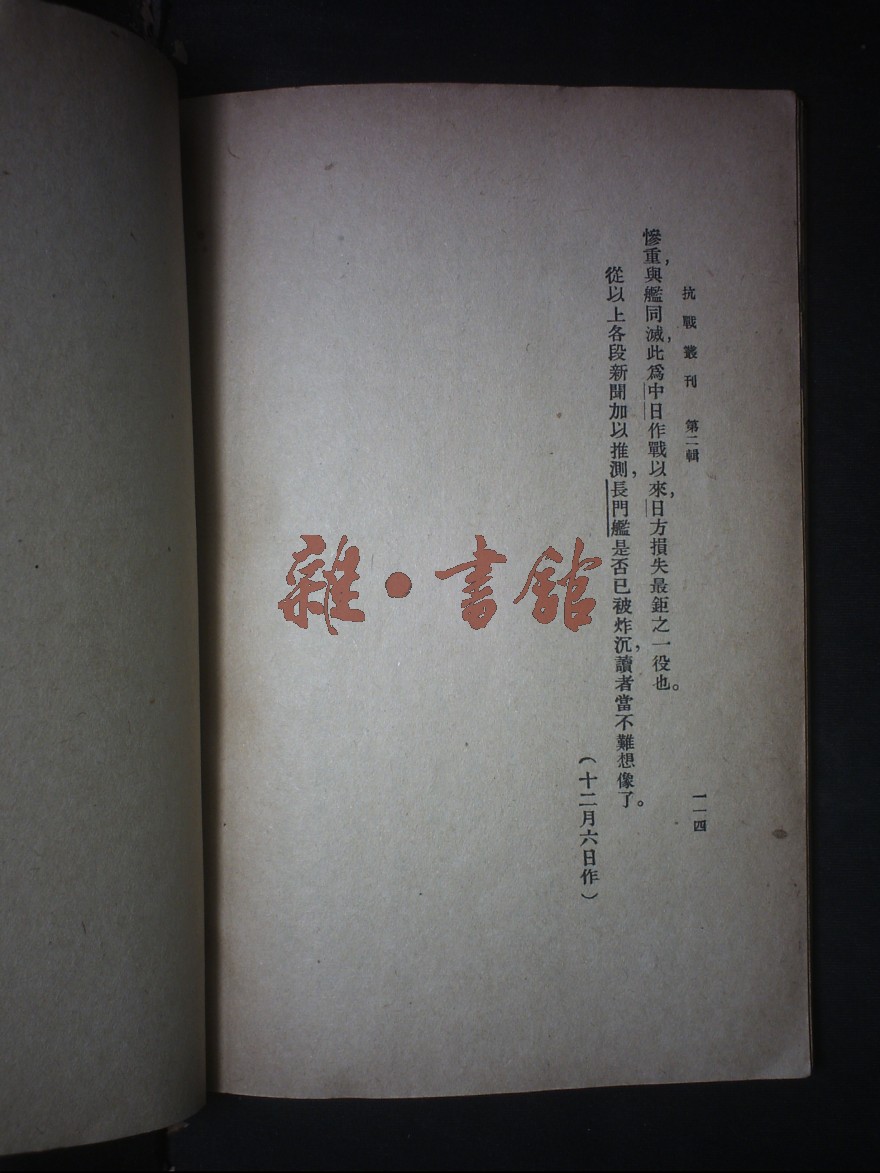 抗戰叢刊 第二輯
一一四
慘重，與艦同滅，此爲中日作戰以來，日方損失最鉅之一役也。
從以上各段新聞加以推測，長門艦是否已被炸沉，讀者當不難想像了。
（十二月六日作）
雜·書館